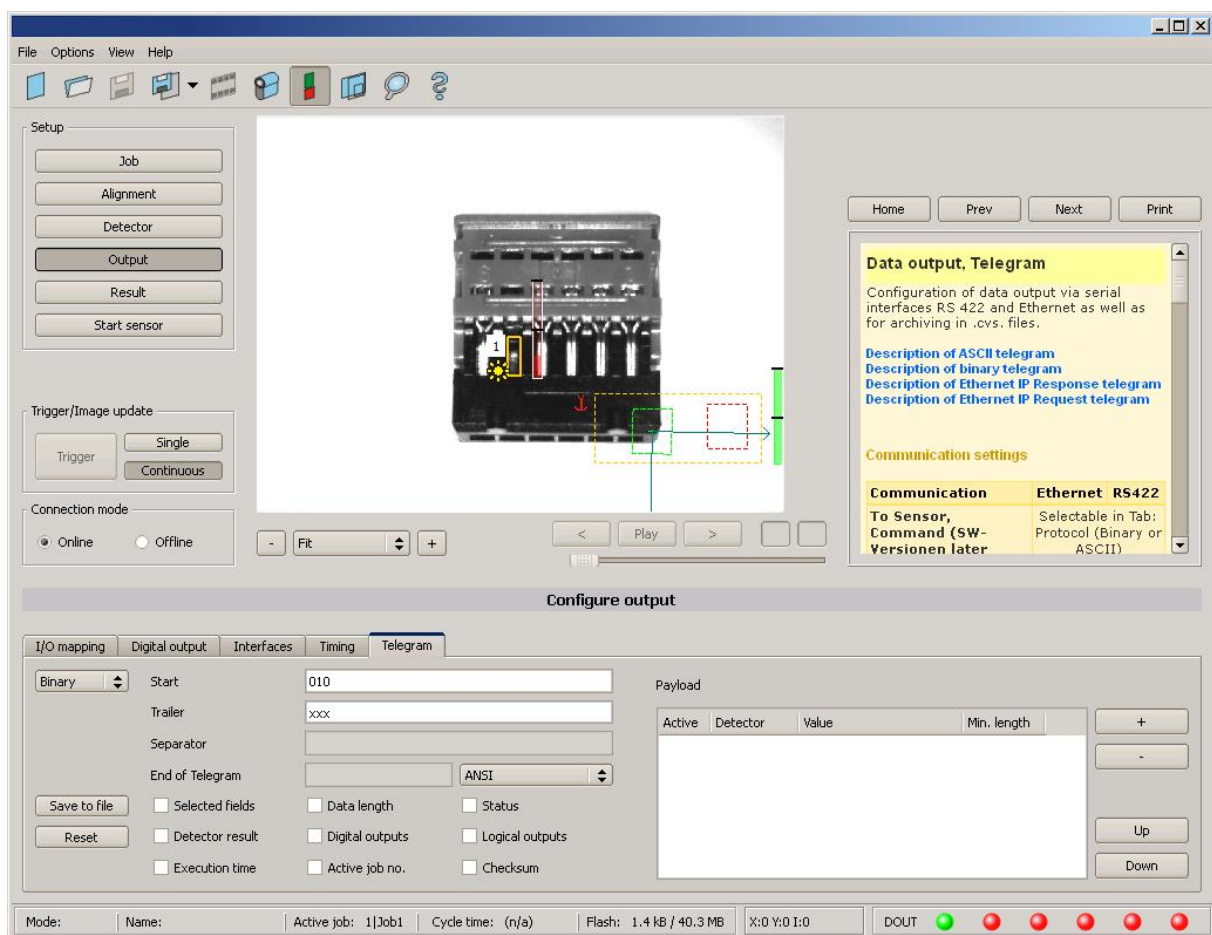 File Options View Help
Setup
Job
Alignment
Detector
Output
Result
Start sensor
Trigger/Image update
Trigger
Single
Continuous
Connection mode
Online Offline
1
- Fit +
< Play >
Home Prev Next Print
Data output, Telegram
Configuration of data output via serial
interfaces RS 422 and Ethernet as well as
for archiving in .cvs. files.
Description of ASCII telegram
Description of binary telegram
Description of Ethernet IP Response telegram
Description of Ethernet IP Request telegram
Communication settings
Communication Ethernet RS422
To Sensor, Selectable in Tab:
Command (SW- Protocol (Binary or
Versionen later ASCII)
Configure output
I/O mapping Digital output Interfaces Timing Telegram
Binary Start 010
Trailer xxx
Separator
End of Telegram ANSI
Save to file Selected fields Data length Status
Reset Detector result Digital outputs Logical outputs
Execution time Active job no. Checksum
Payload
Active Detector Value Min. length
+
-
Up
Down
Mode: Name: Active job: 1|Job1 Cycle time: (n/a) Flash: 1.4 kB / 40.3 MB X:0 Y:0 I:0 DOUT